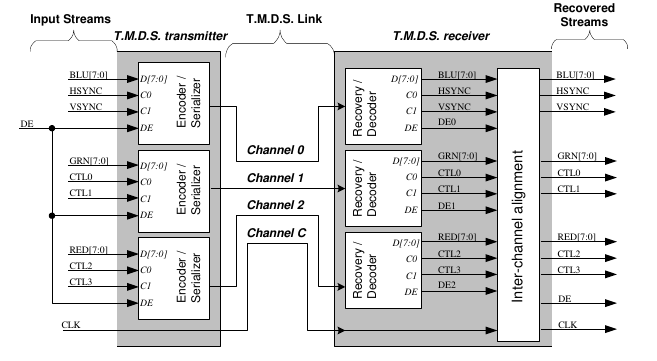 Input Streams
T.M.D.S. Link
Recovered
Streams
T.M.D.S. transmitter
T.M.D.S. receiver
BLU[7:0]
HSYNC
VSYNC
DE
D[7:0]
C0
C1
DE
Encoder /
Serializer
GRN[7:0]
CTL0
CTL1
D[7:0]
C0
C1
DE
Encoder /
Serializer
RED[7:0]
CTL2
CTL3
D[7:0]
C0
C1
DE
Encoder /
Serializer
CLK
Channel 0
Channel 1
Channel 2
Channel C
Recovery /
Decoder
D[7:0]
C0
C1
DE
BLU[7:0]
HSYNC
VSYNC
DE0
Recovery /
Decoder
D[7:0]
C0
C1
DE
GRN[7:0]
CTL0
CTL1
DE1
Recovery /
Decoder
D[7:0]
C0
C1
DE
RED[7:0]
CTL2
CTL3
DE2
Inter-channel alignment
BLU[7:0]
HSYNC
VSYNC
GRN[7:0]
CTL0
CTL1
RED[7:0]
CTL2
CTL3
DE
CLK